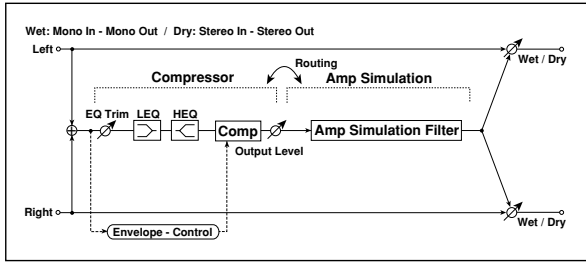 Wet: Mono In - Mono Out / Dry: Stereo In - Stereo Out
Left
Wet / Dry
Routing
Compressor
Amp Simulation
EQ Trim
LEQ
HEQ
Comp
Output Level
Amp Simulation Filter
Right
Wet / Dry
Envelope - Control